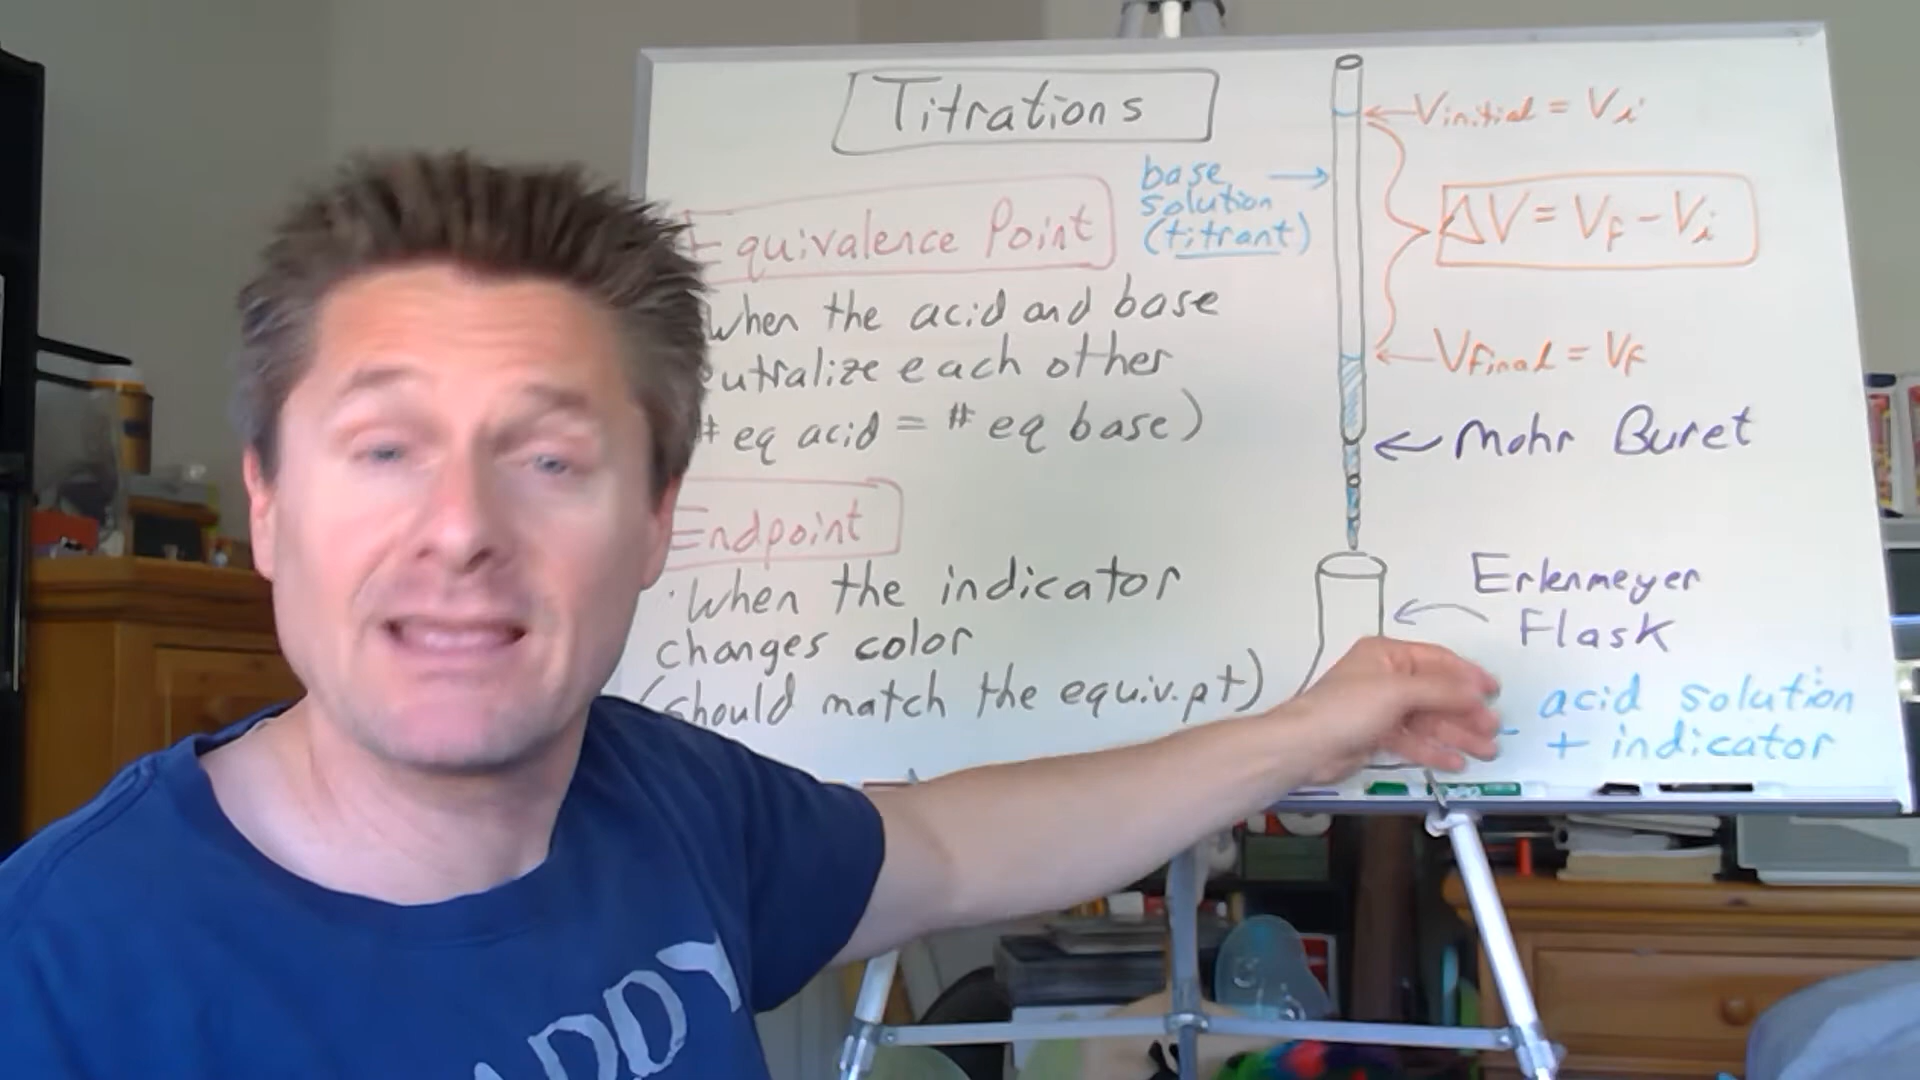 Titrations
Equivalence Point
When the acid and base
neutralize each other
# eq acid = # eq base)
Endpoint
· When the indicator
changes color
(should match the equiv. pt)
base
solution
(titrant)
Vinitial = Vi
ΔV = VF - Vi
VFinal = VF
Mohr Buret
Erlenmeyer
Flask
acid solution
+ indicator
ADDY